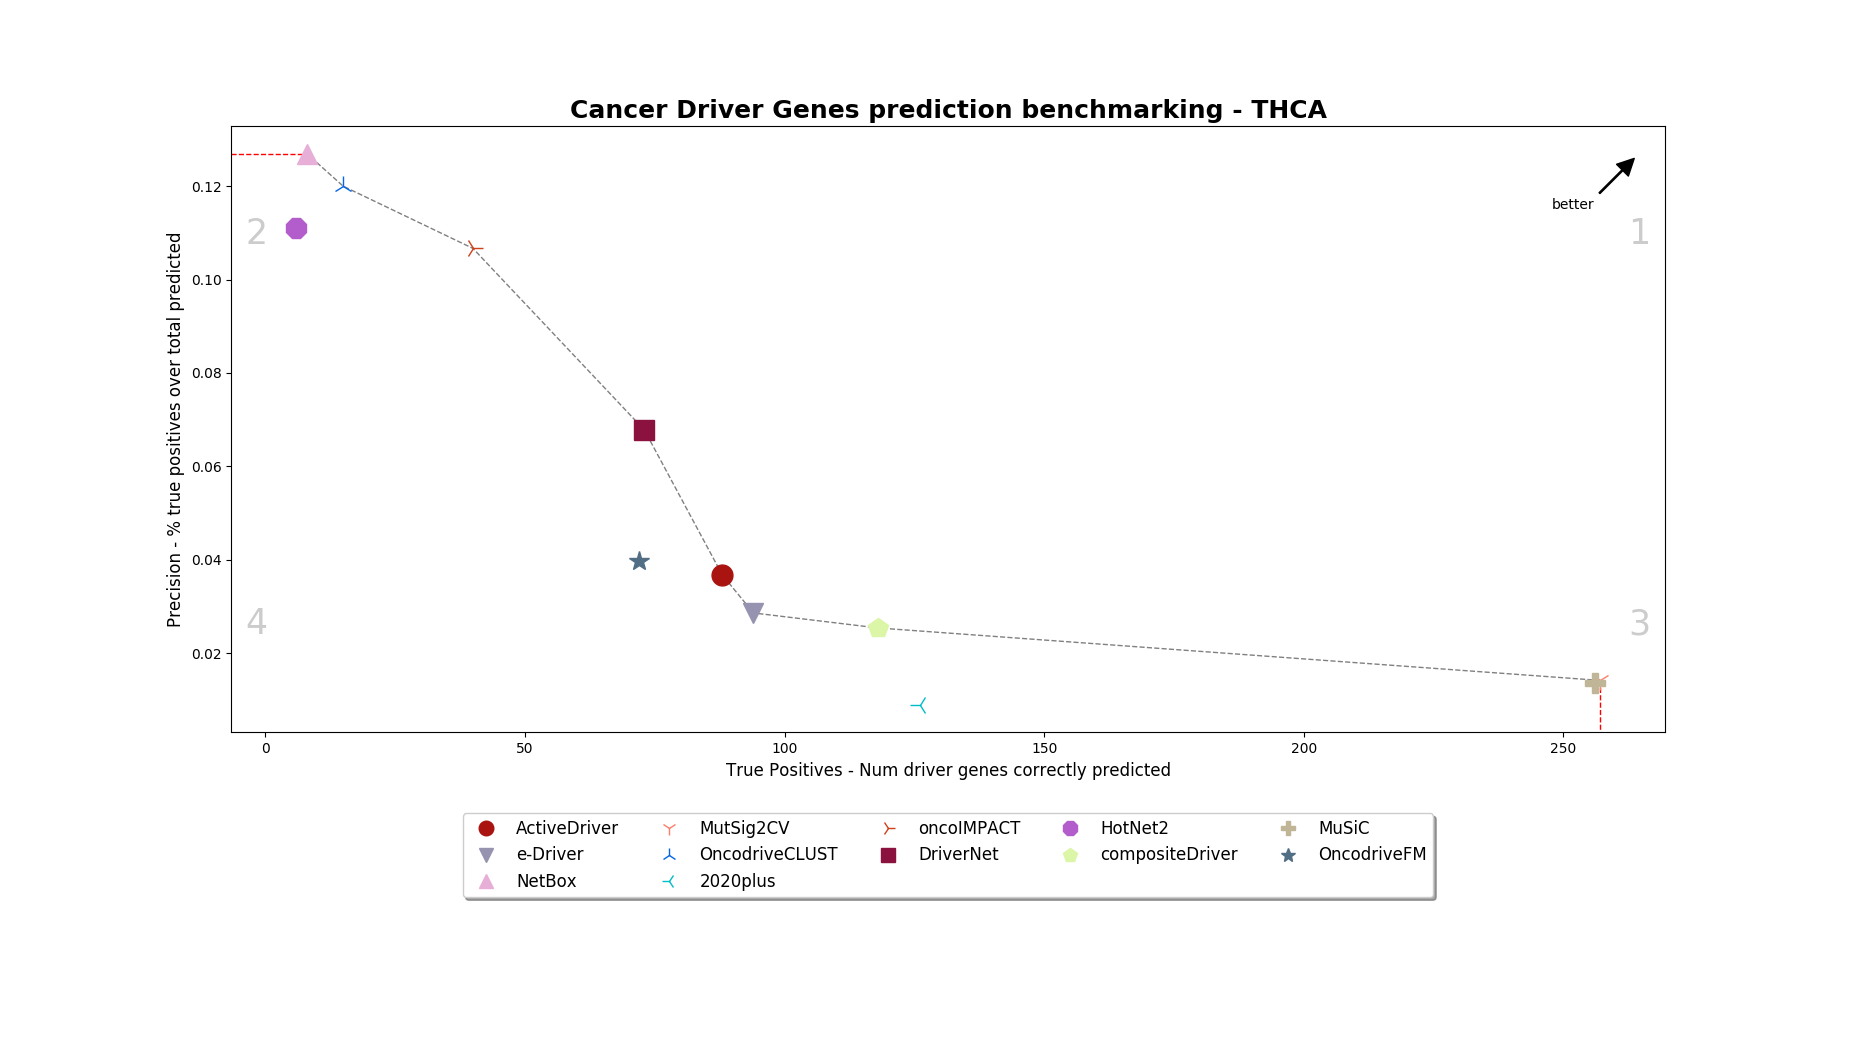 Cancer Driver Genes prediction benchmarking - THCA
Precision - % true positives over total predicted
0.12
0.10
0.08
0.06
0.04
0.02
better
2
1
4
3
0
50
100
150
200
250
True Positives - Num driver genes correctly predicted
ActiveDriver
e-Driver
NetBox
MutSig2CV
OncodriveCLUST
2020plus
oncoIMPACT
DriverNet
HotNet2
compositeDriver
MuSiC
OncodriveFM